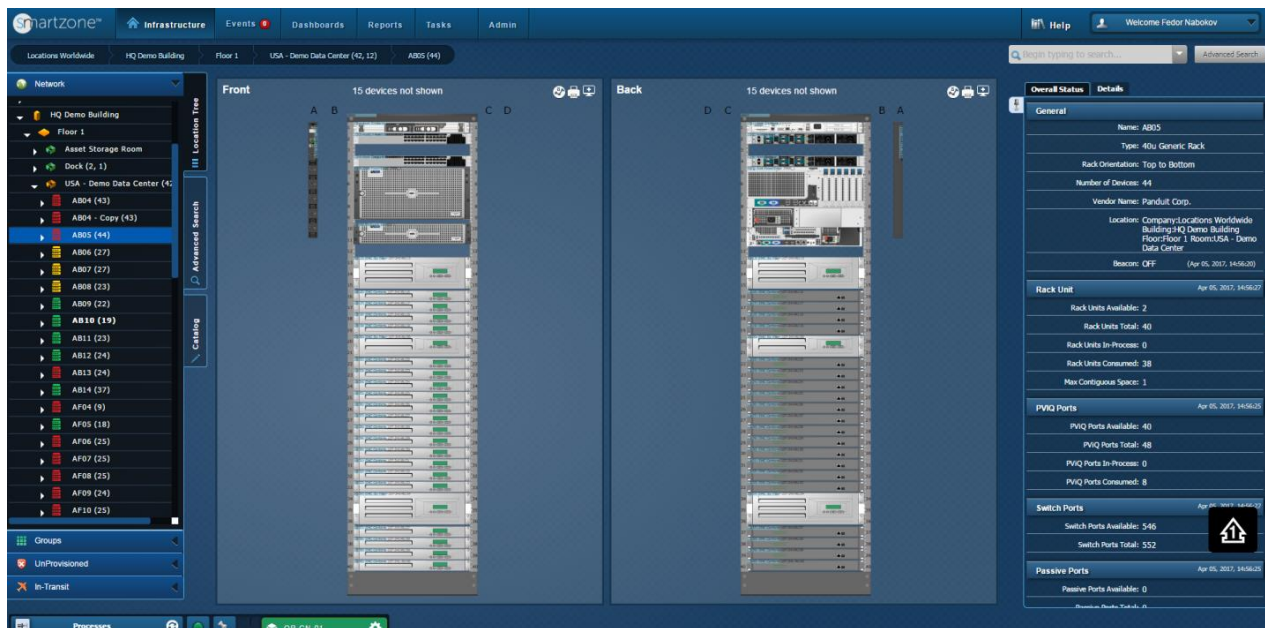 smartzone™
Infrastructure
Events 0
Dashboards
Reports
Tasks
Admin
Help
Welcome Fedor Nabokov
Locations Worldwide
HQ Demo Building
Floor 1
USA - Demo Data Center (42, 12)
AB05 (44)
Begin typing to search...
Advanced Search
Network
HQ Demo Building
Floor 1
Asset Storage Room
Dock (2, 1)
USA - Demo Data Center (42
AB04 (43)
AB04 - Copy (43)
AB05 (44)
AB06 (27)
AB07 (27)
AB08 (23)
AB09 (22)
AB10 (19)
AB11 (23)
AB12 (24)
AB13 (24)
AB14 (37)
AF04 (9)
AF05 (18)
AF06 (25)
AF07 (25)
AF08 (25)
AF09 (24)
AF10 (25)
Groups
UnProvisioned
In-Transit
Processes
Location Tree
Advanced Search
Catalog
Front
15 devices not shown
A B C D
Back
15 devices not shown
D C B A
Overall Status
Details
General
Name: AB05
Type: 40u Generic Rack
Rack Orientation: Top to Bottom
Number of Devices: 44
Vendor Name: Panduit Corp.
Location: Company:Locations Worldwide
Building:HQ Demo Building
Floor:Floor 1 Room:USA - Demo
Data Center
Beacon: OFF (Apr 05, 2017, 14:56:20)
Rack Unit Apr 05, 2017, 14:56:27
Rack Units Available: 2
Rack Units Total: 40
Rack Units In-Process: 0
Rack Units Consumed: 38
Max Contiguous Space: 1
PViQ Ports Apr 05, 2017, 14:56:25
PViQ Ports Available: 40
PViQ Ports Total: 48
PViQ Ports In-Process: 0
PViQ Ports Consumed: 8
Switch Ports
Switch Ports Available: 546
Switch Ports Total: 552
1
Passive Ports Apr 05, 2017, 14:56:25
Passive Ports Available: 0
Passive Ports Total: 0